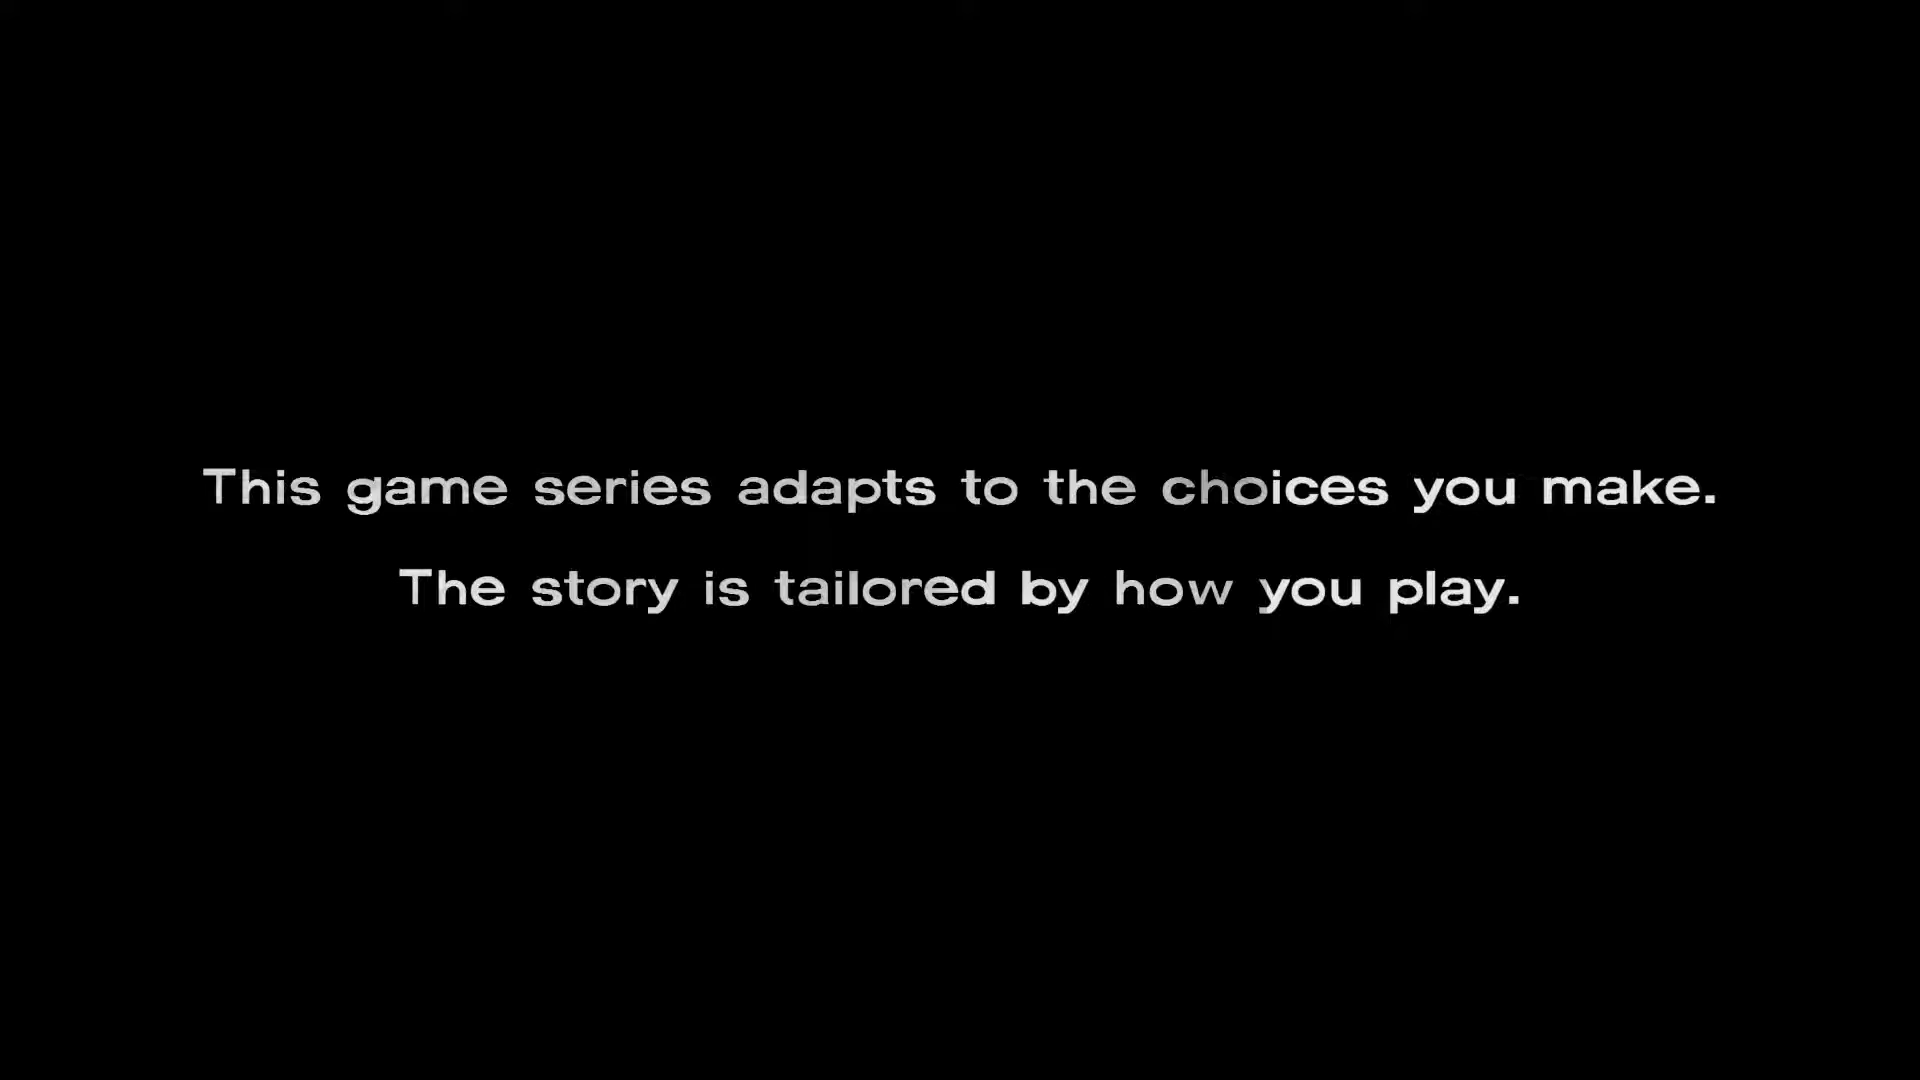 This game series adapts to the choices you make.
The story is tailored by how you play.